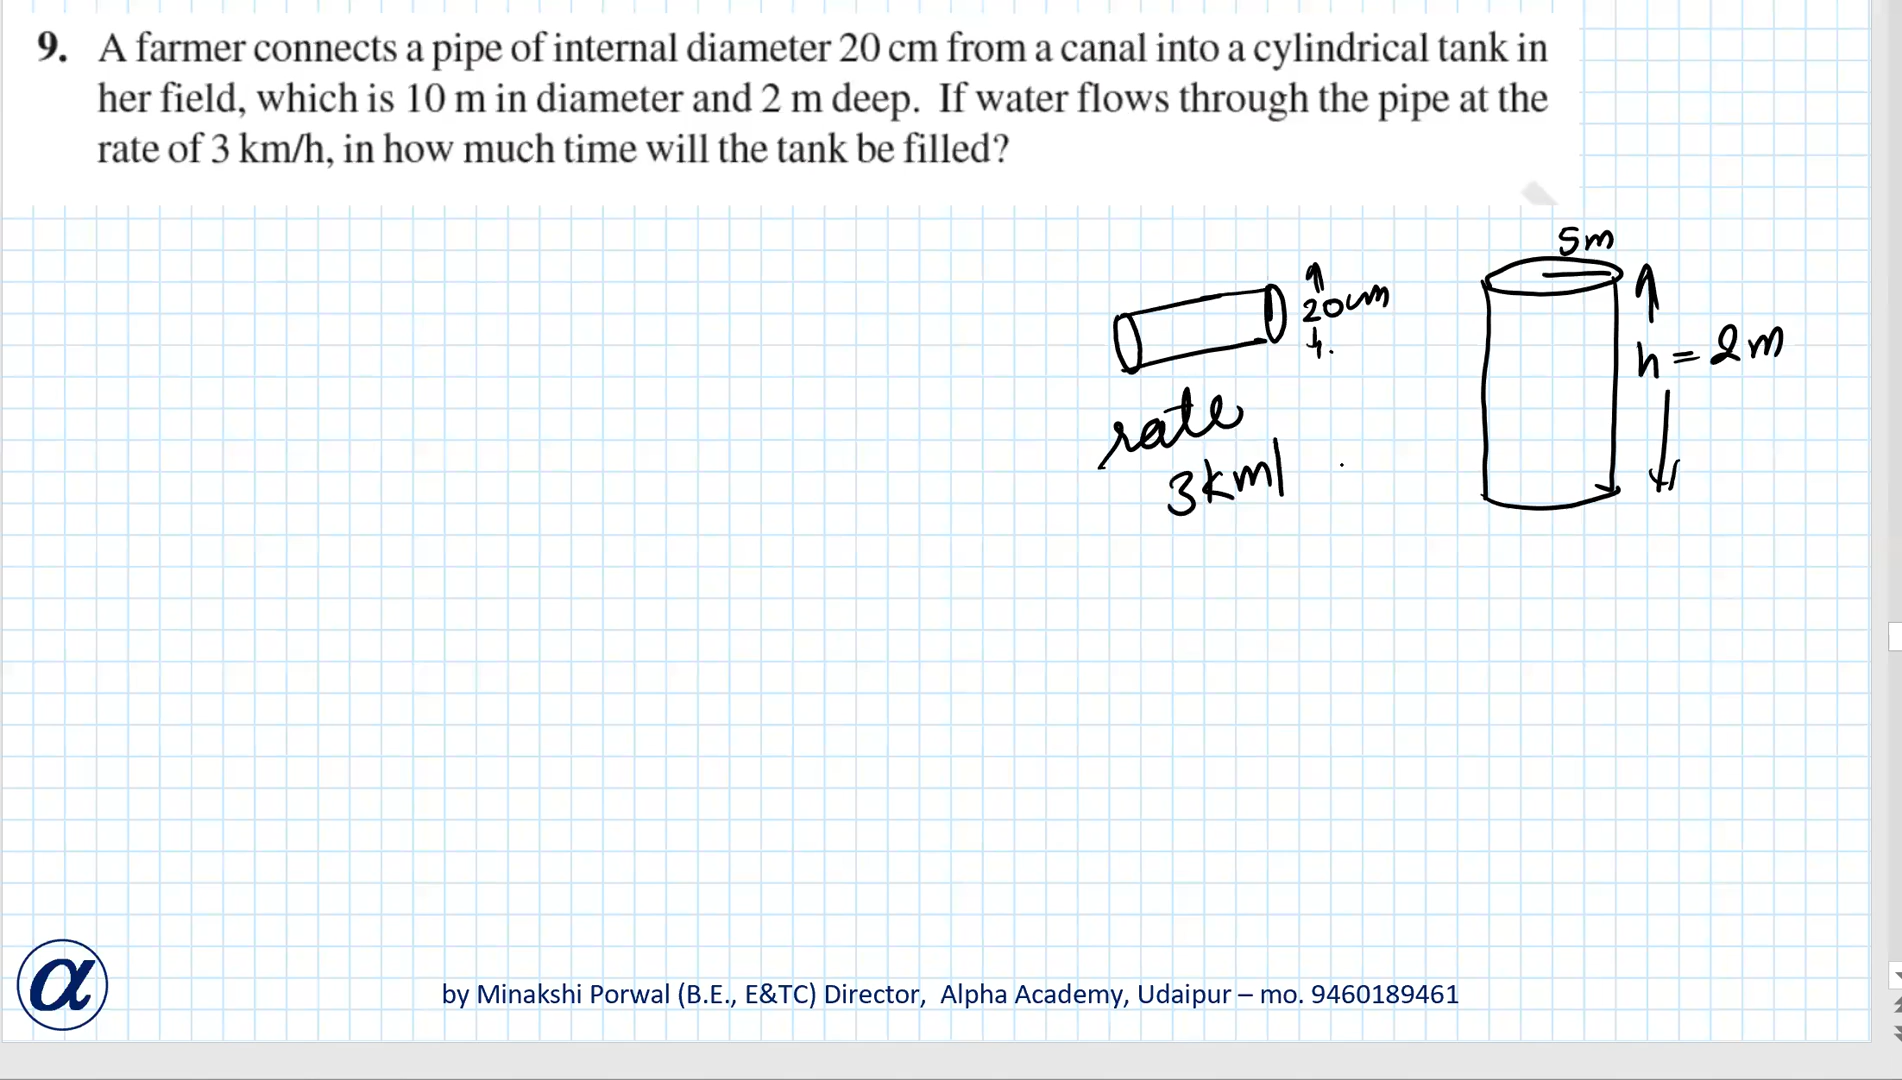 9. A farmer connects a pipe of internal diameter 20 cm from a canal into a cylindrical tank in
her field, which is 10 m in diameter and 2 m deep. If water flows through the pipe at the
rate of 3 km/h, in how much time will the tank be filled?
5m
20cm
h = 2m
rate
3km/
α
by Minakshi Porwal (B.E., E&TC) Director, Alpha Academy, Udaipur – mo. 9460189461